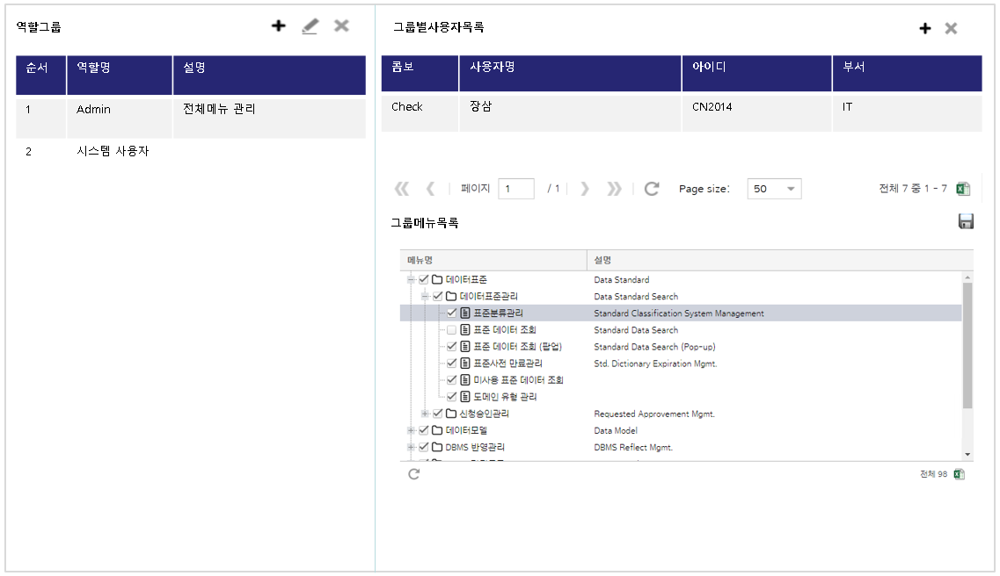 역할그룹
순서 역할명 설명
1 Admin 전체메뉴 관리
2 시스템 사용자
그룹별사용자목록
콤보 사용자명 아이디 부서
Check 장삼 CN2014 IT
페이지 1 / 1 Page size: 50 전체 7 중 1 - 7
그룹메뉴목록
메뉴명 설명
데이터표준 Data Standard
데이터표준관리 Data Standard Search
표준분류관리 Standard Classification System Management
표준 데이터 조회 Standard Data Search
표준 데이터 조회 (팝업) Standard Data Search (Pop-up)
표준사전 만료관리 Std. Dictionary Expiration Mgmt.
미사용 표준 데이터 조회
도메인 유형 관리
신청승인관리 Requested Approvement Mgmt.
데이터모델 Data Model
DBMS 반영관리 DBMS Reflect Mgmt.
전체 98